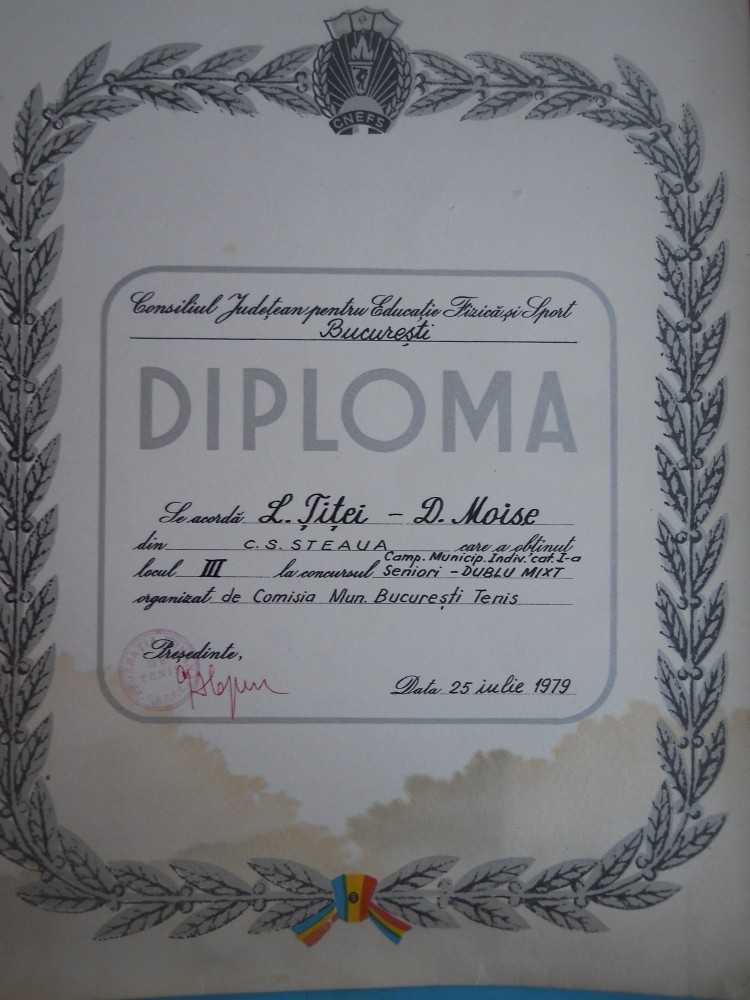 CNEFS
Consiliul Județean pentru Educație Fizică și Sport
București
DIPLOMA
Se acordă L. Țiței – D. Moise
din C. S. STEAUA care a obținut
Camp. Municip. Indiv. cat. I-a
locul III la concursul Seniori – DUBLU MIXT
organizat de Comisia Mun. București Tenis
Președinte,
TENIS
Data 25 iulie 1979